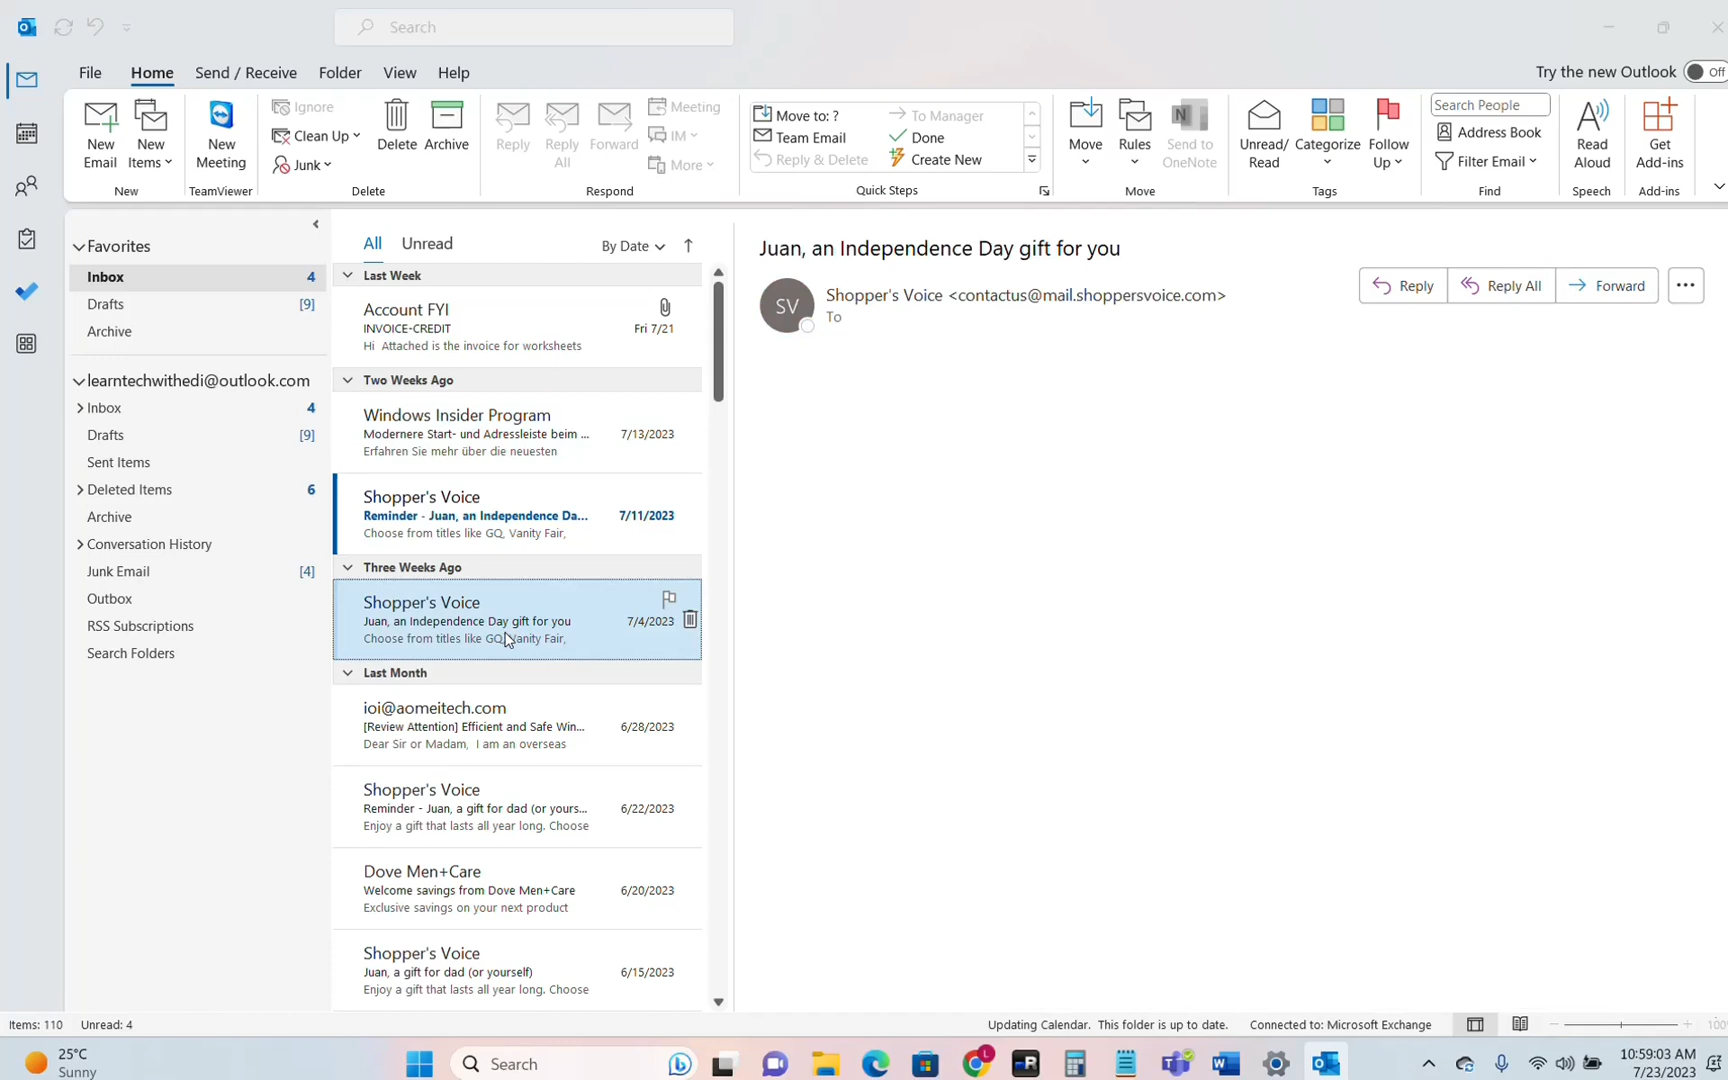 Search
File Home Send / Receive Folder View Help
Try the new Outlook Off
New Email
New Items
New
New Meeting
TeamViewer
Ignore
Clean Up
Junk
Delete
Archive
Delete
Reply
Reply All
Forward
Meeting
IM
More
Respond
Move to: ?
Team Email
Reply & Delete
To Manager
Done
Create New
Quick Steps
Move
Rules
Send to OneNote
Move
Unread/ Read
Categorize
Follow Up
Tags
Search People
Address Book
Filter Email
Find
Read Aloud
Speech
Get Add-ins
Add-ins
Favorites
Inbox 4
Drafts [9]
Archive
learntechwithedi@outlook.com
Inbox 4
Drafts [9]
Sent Items
Deleted Items 6
Archive
Conversation History
Junk Email [4]
Outbox
RSS Subscriptions
Search Folders
All Unread By Date
Last Week
Account FYI
INVOICE-CREDIT Fri 7/21
Hi Attached is the invoice for worksheets
Two Weeks Ago
Windows Insider Program
Modernere Start- und Adressleiste beim ... 7/13/2023
Erfahren Sie mehr über die neuesten
Shopper's Voice
Reminder - Juan, an Independence Da... 7/11/2023
Choose from titles like GQ, Vanity Fair,
Three Weeks Ago
Shopper's Voice
Juan, an Independence Day gift for you 7/4/2023
Choose from titles like GQ, Vanity Fair,
Last Month
ioi@aomeitech.com
[Review Attention] Efficient and Safe Win... 6/28/2023
Dear Sir or Madam, I am an overseas
Shopper's Voice
Reminder - Juan, a gift for dad (or yours... 6/22/2023
Enjoy a gift that lasts all year long. Choose
Dove Men+Care
Welcome savings from Dove Men+Care 6/20/2023
Exclusive savings on your next product
Shopper's Voice
Juan, a gift for dad (or yourself) 6/15/2023
Enjoy a gift that lasts all year long. Choose
Juan, an Independence Day gift for you
SV
Shopper's Voice <contactus@mail.shoppersvoice.com>
To
Reply Reply All Forward
Items: 110 Unread: 4 Updating Calendar. This folder is up to date. Connected to: Microsoft Exchange 100
25°C
Sunny
Search
10:59:03 AM
7/23/2023